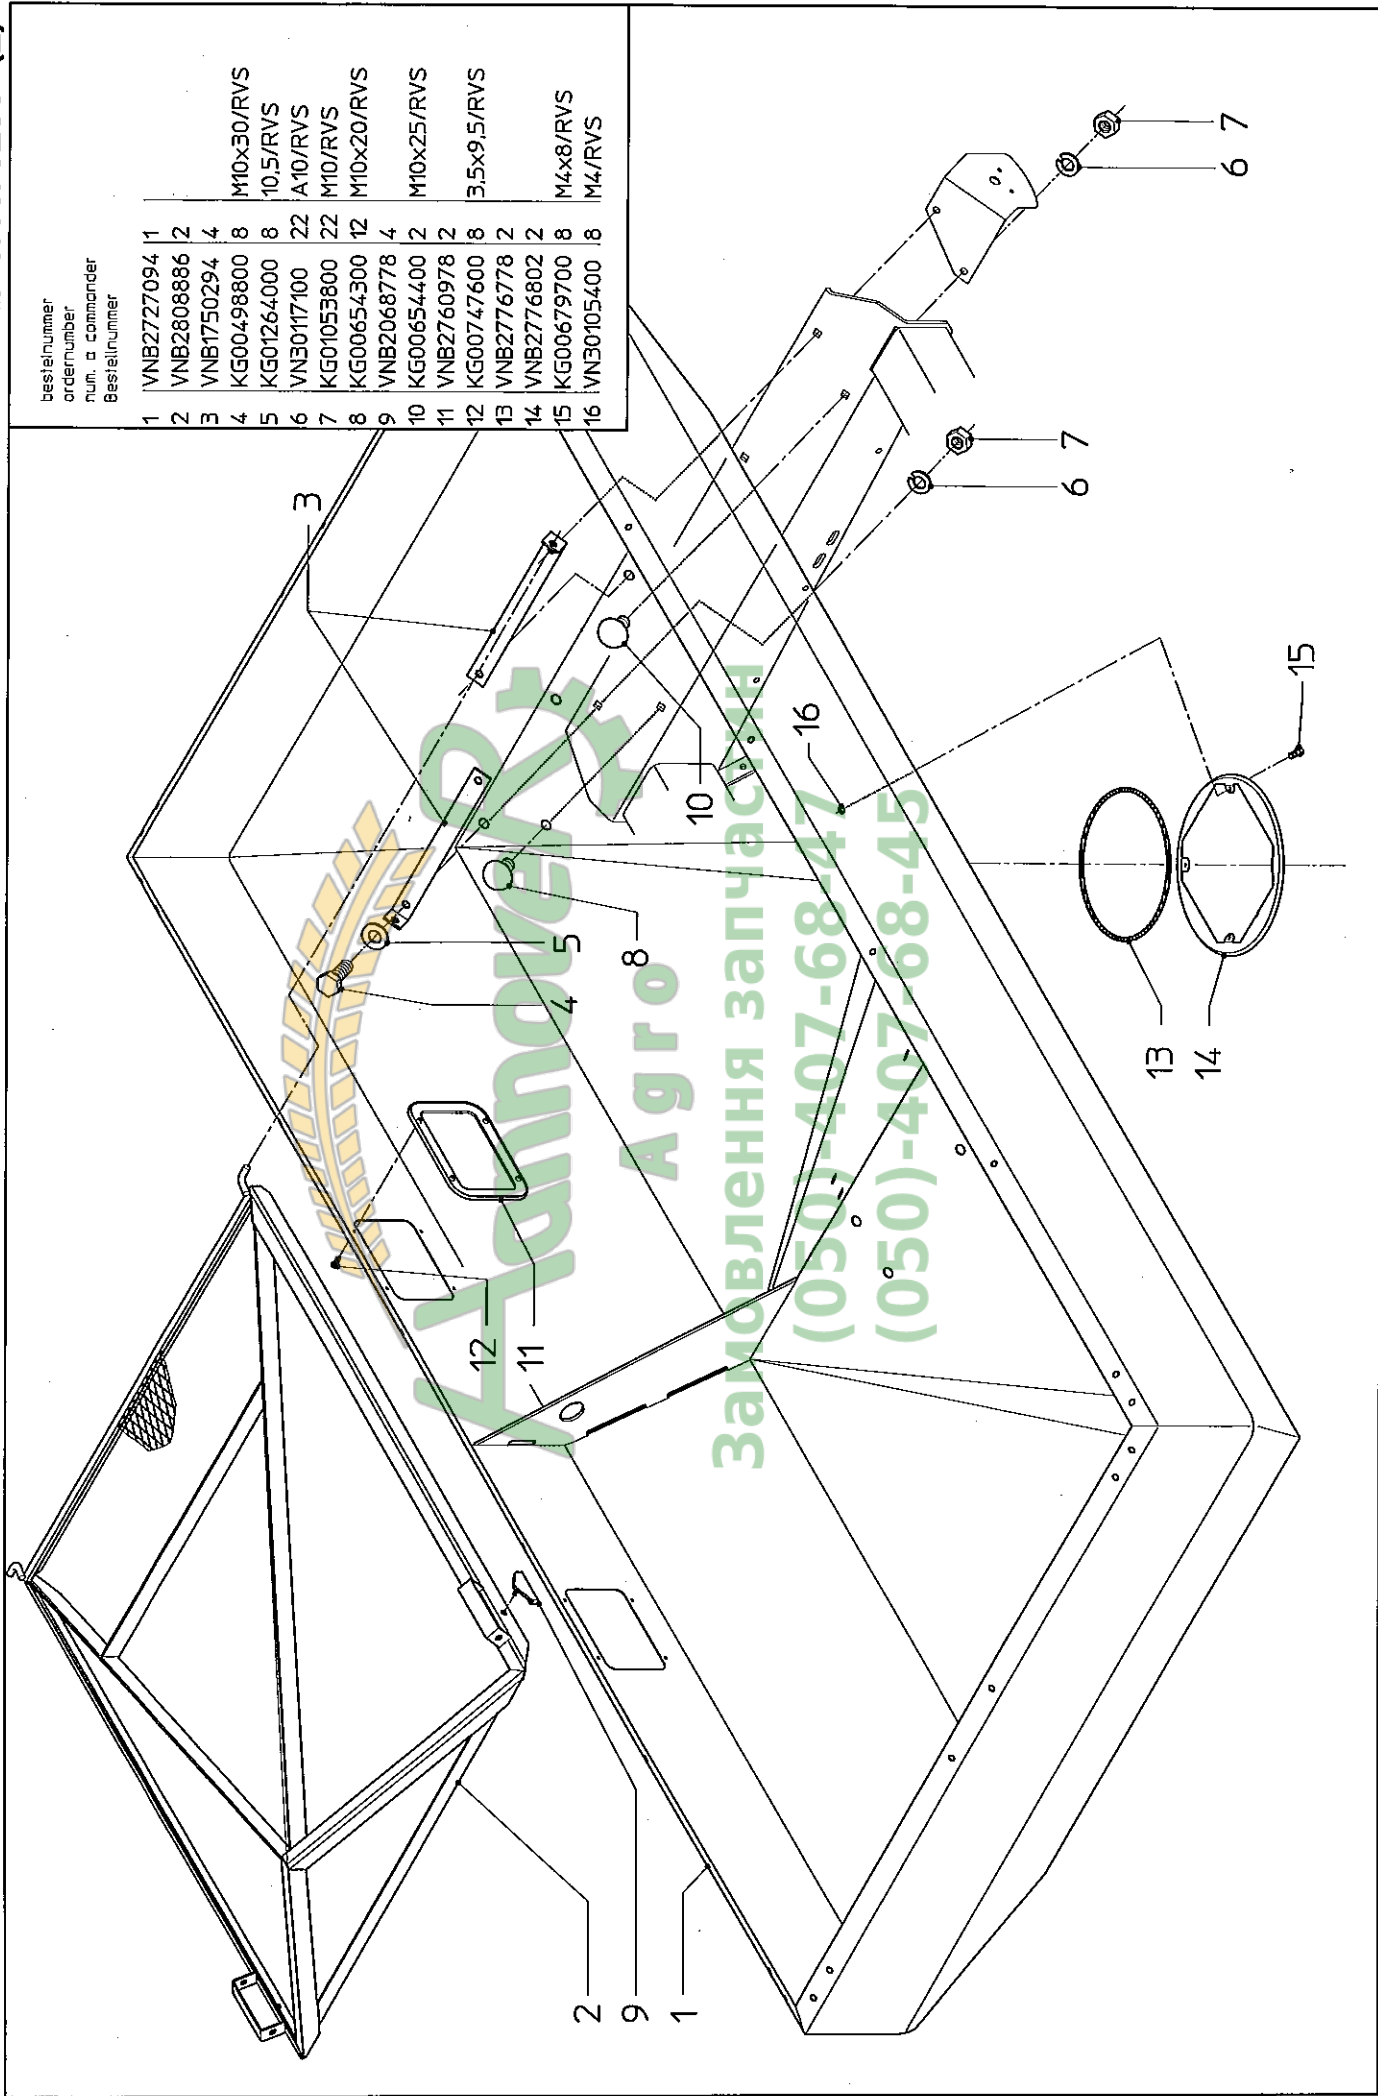 bestelnummer
ordernumber
num. a commander
Bestellnummer
1 VNB2727094 1
2 VNB2808886 2
3 VNB1750294 4
4 KG00498800 8 M10x30/RVS
5 KG01264000 8 10,5/RVS
6 VN30117100 22 A10/RVS
7 KG01053800 22 M10/RVS
8 KG00654300 12 M10x20/RVS
9 VNB2068778 4
10 KG00654400 2 M10x25/RVS
11 VNB2760978 2
12 KG00747600 8 3,5x9,5/RVS
13 VNB2776778 2
14 VNB2776802 2
15 KG00679700 8 M4x8/RVS
16 VN30105400 8 M4/RVS
3
7
6
7
6
10
16
15
5
4
8
13
14
12
11
2
9
1
HamoveR
Agro
Замовлення запчастин
(050)-407-68-47
(050)-407-68-45